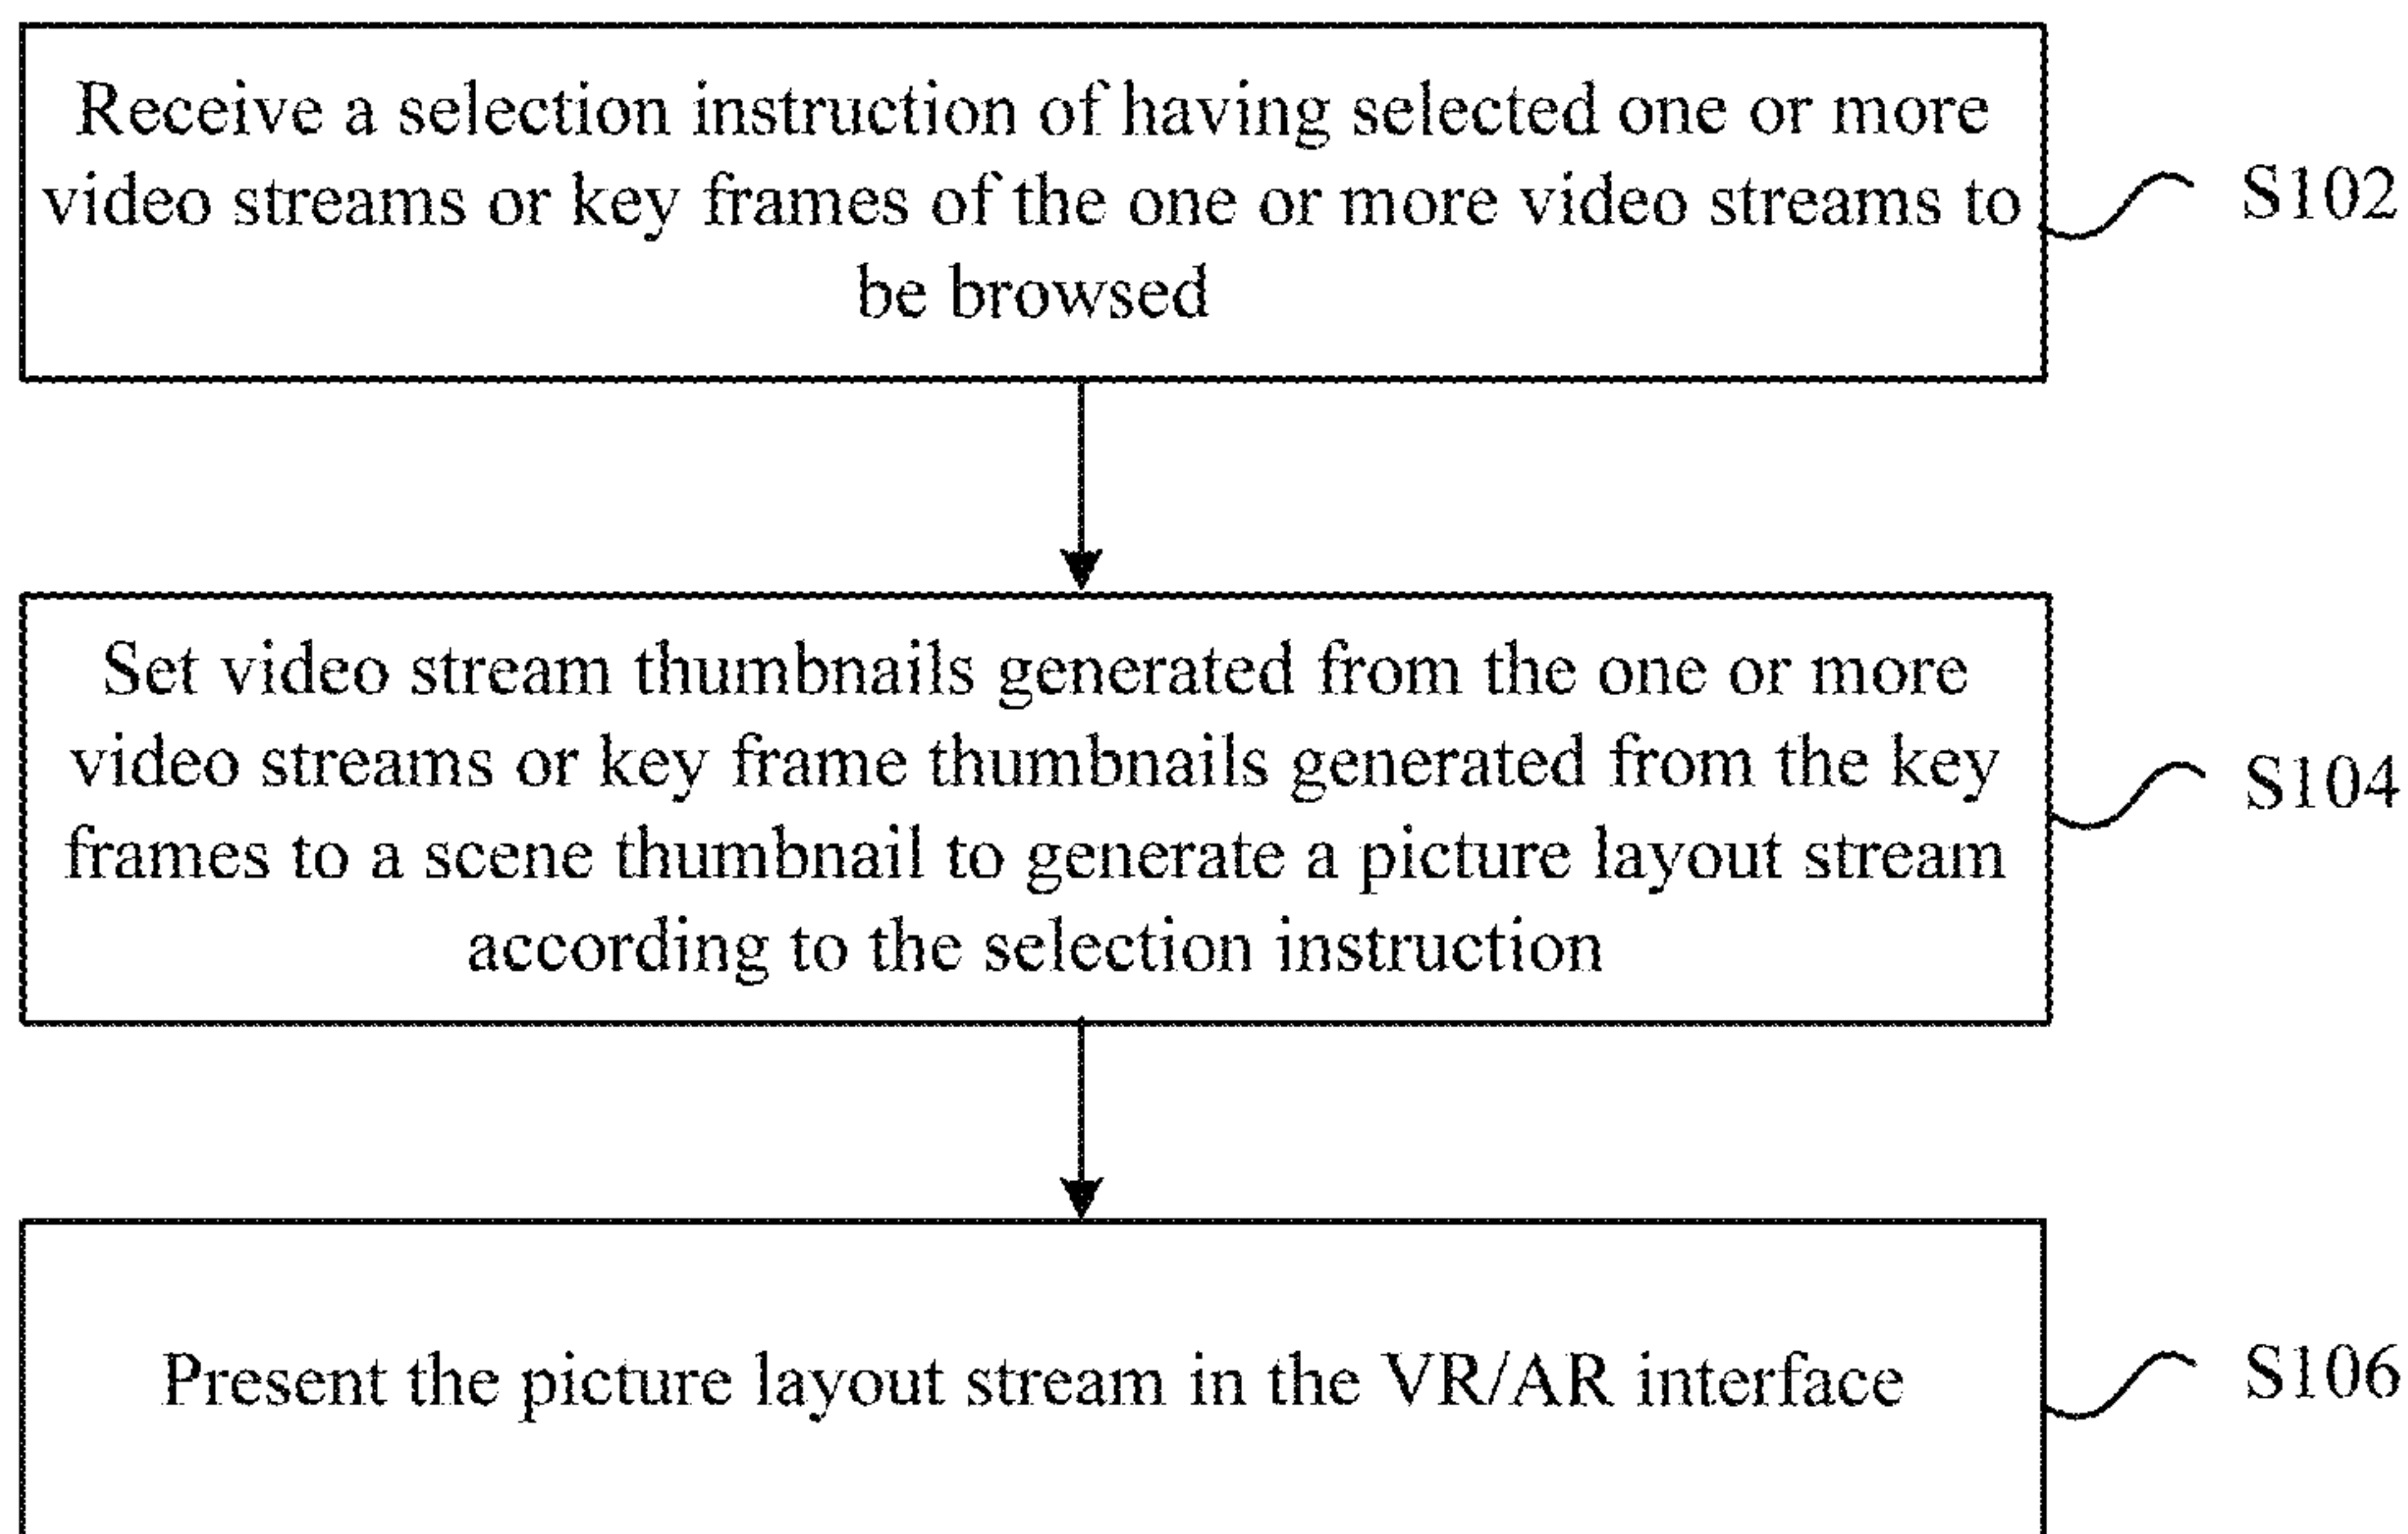 Receive a selection instruction of having selected one or more
video streams or key frames of the one or more video streams to
be browsed
S102
Set video stream thumbnails generated from the one or more
video streams or key frame thumbnails generated from the key
frames to a scene thumbnail to generate a picture layout stream
according to the selection instruction
S104
Present the picture layout stream in the VR/AR interface
S106